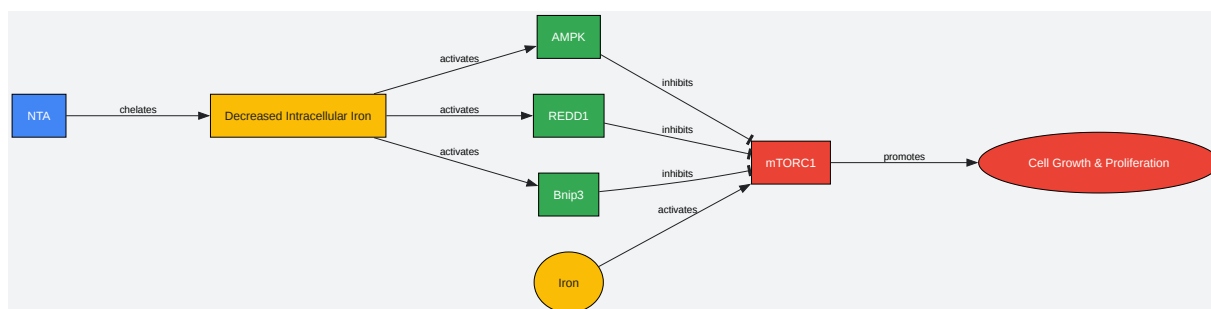 AMPK
activates
inhibits
NTA
chelates
Decreased Intracellular Iron
activates
REDD1
inhibits
activates
mTORC1
promotes
Cell Growth & Proliferation
inhibits
Bnip3
activates
Iron